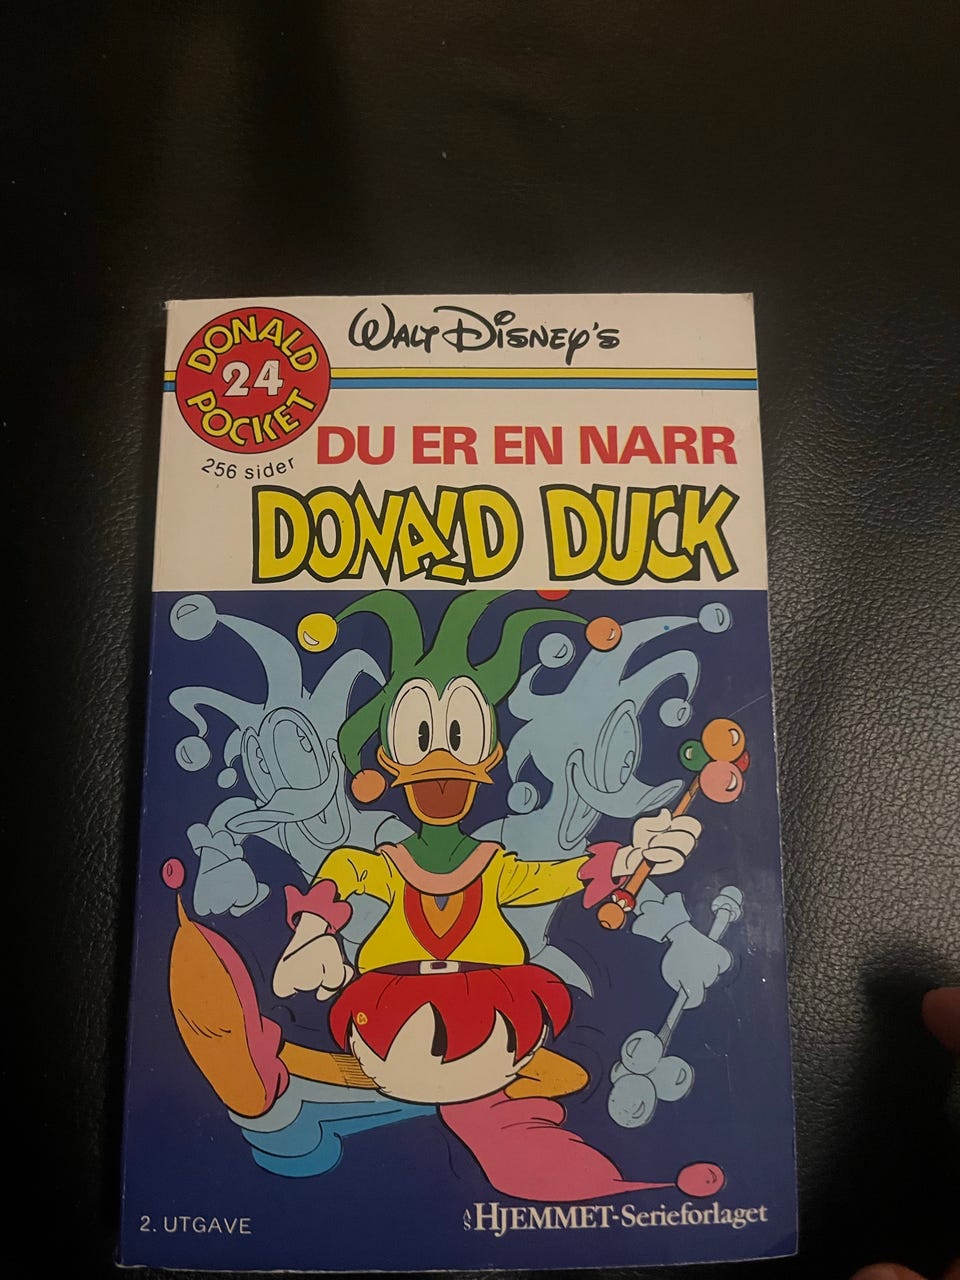 Walt Disney's
DONALD
24
POCKET
256 sider
DU ER EN NARR
DONALD DUCK
2. UTGAVE
A/S HJEMMET-Serieforlaget